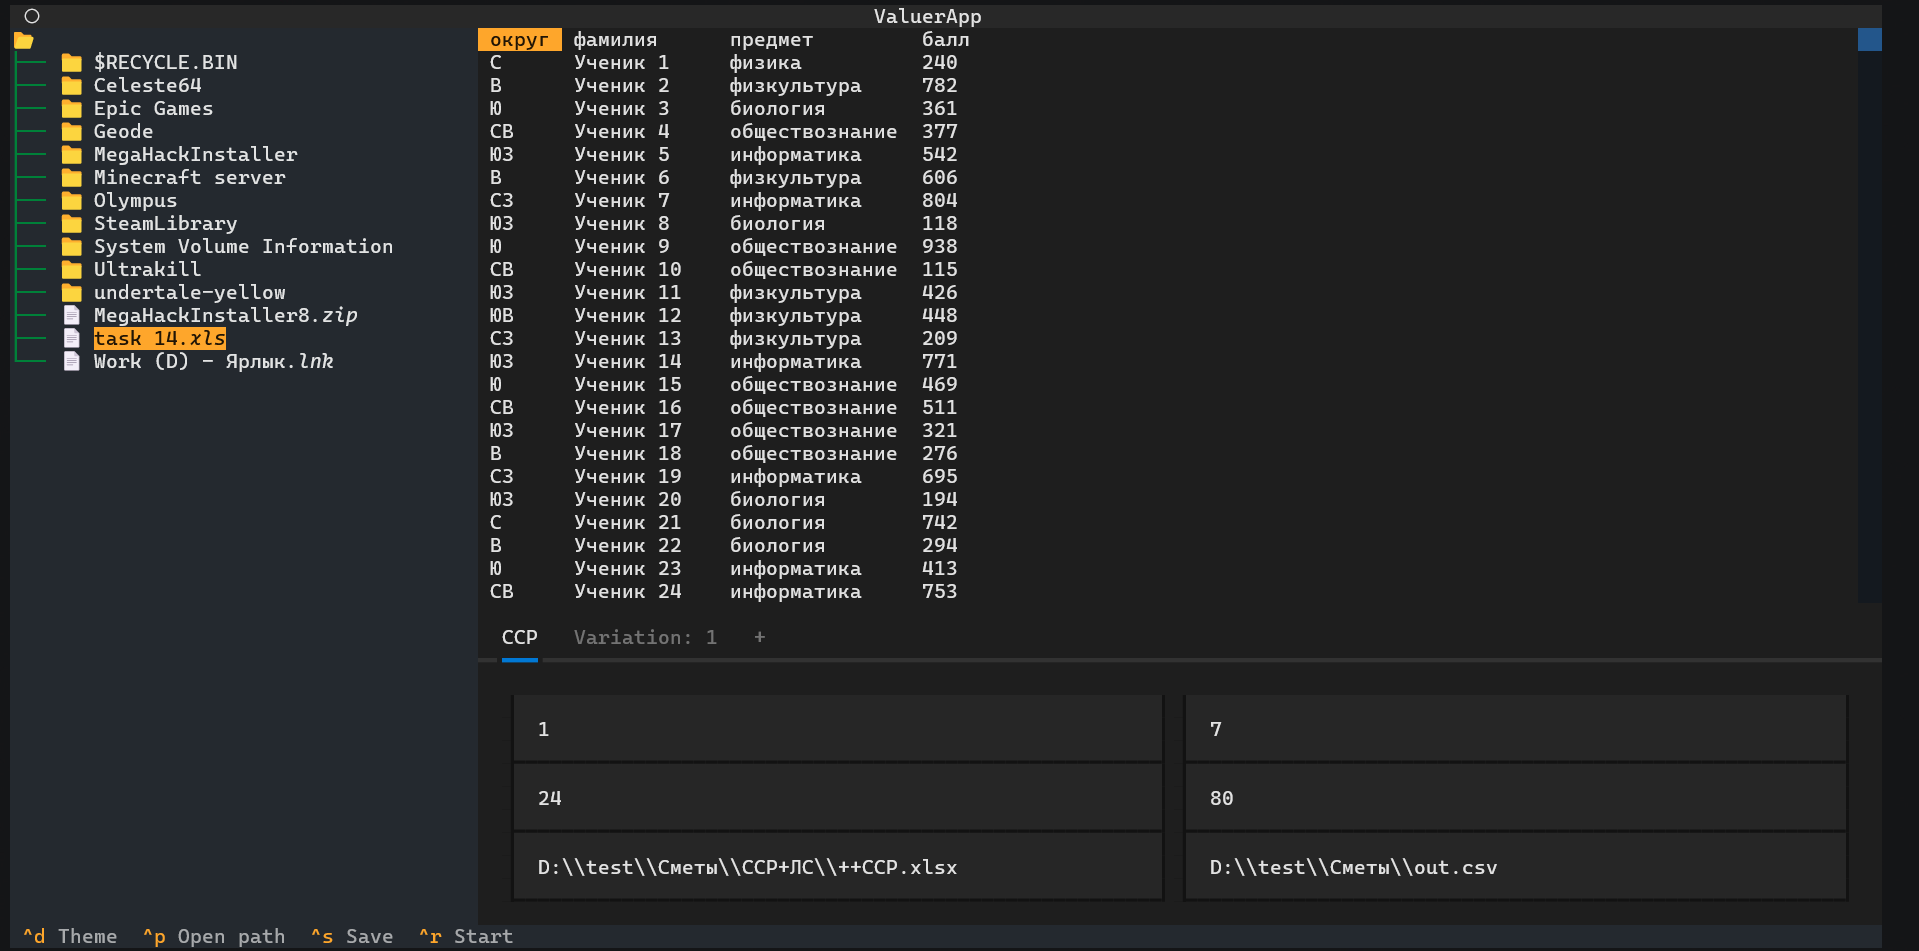 ValuerApp
$RECYCLE.BIN
Celeste64
Epic Games
Geode
MegaHackInstaller
Minecraft server
Olympus
SteamLibrary
System Volume Information
Ultrakill
undertale-yellow
MegaHackInstaller8.zip
task 14.xls
Work (D) - Ярлык.lnk
округ фамилия предмет балл
С Ученик 1 физика 240
В Ученик 2 физкультура 782
Ю Ученик 3 биология 361
СВ Ученик 4 обществознание 377
ЮЗ Ученик 5 информатика 542
В Ученик 6 физкультура 606
СЗ Ученик 7 информатика 804
ЮЗ Ученик 8 биология 118
Ю Ученик 9 обществознание 938
СВ Ученик 10 обществознание 115
ЮЗ Ученик 11 физкультура 426
ЮВ Ученик 12 физкультура 448
СЗ Ученик 13 физкультура 209
ЮЗ Ученик 14 информатика 771
Ю Ученик 15 обществознание 469
СВ Ученик 16 обществознание 511
ЮЗ Ученик 17 обществознание 321
В Ученик 18 обществознание 276
СЗ Ученик 19 информатика 695
ЮЗ Ученик 20 биология 194
С Ученик 21 биология 742
В Ученик 22 биология 294
Ю Ученик 23 информатика 413
СВ Ученик 24 информатика 753
ССР Variation: 1 +
1 7
24 80
D:\\test\\Сметы\\ССР+ЛС\\++ССР.xlsx D:\\test\\Сметы\\out.csv
^d Theme ^p Open path ^s Save ^r Start